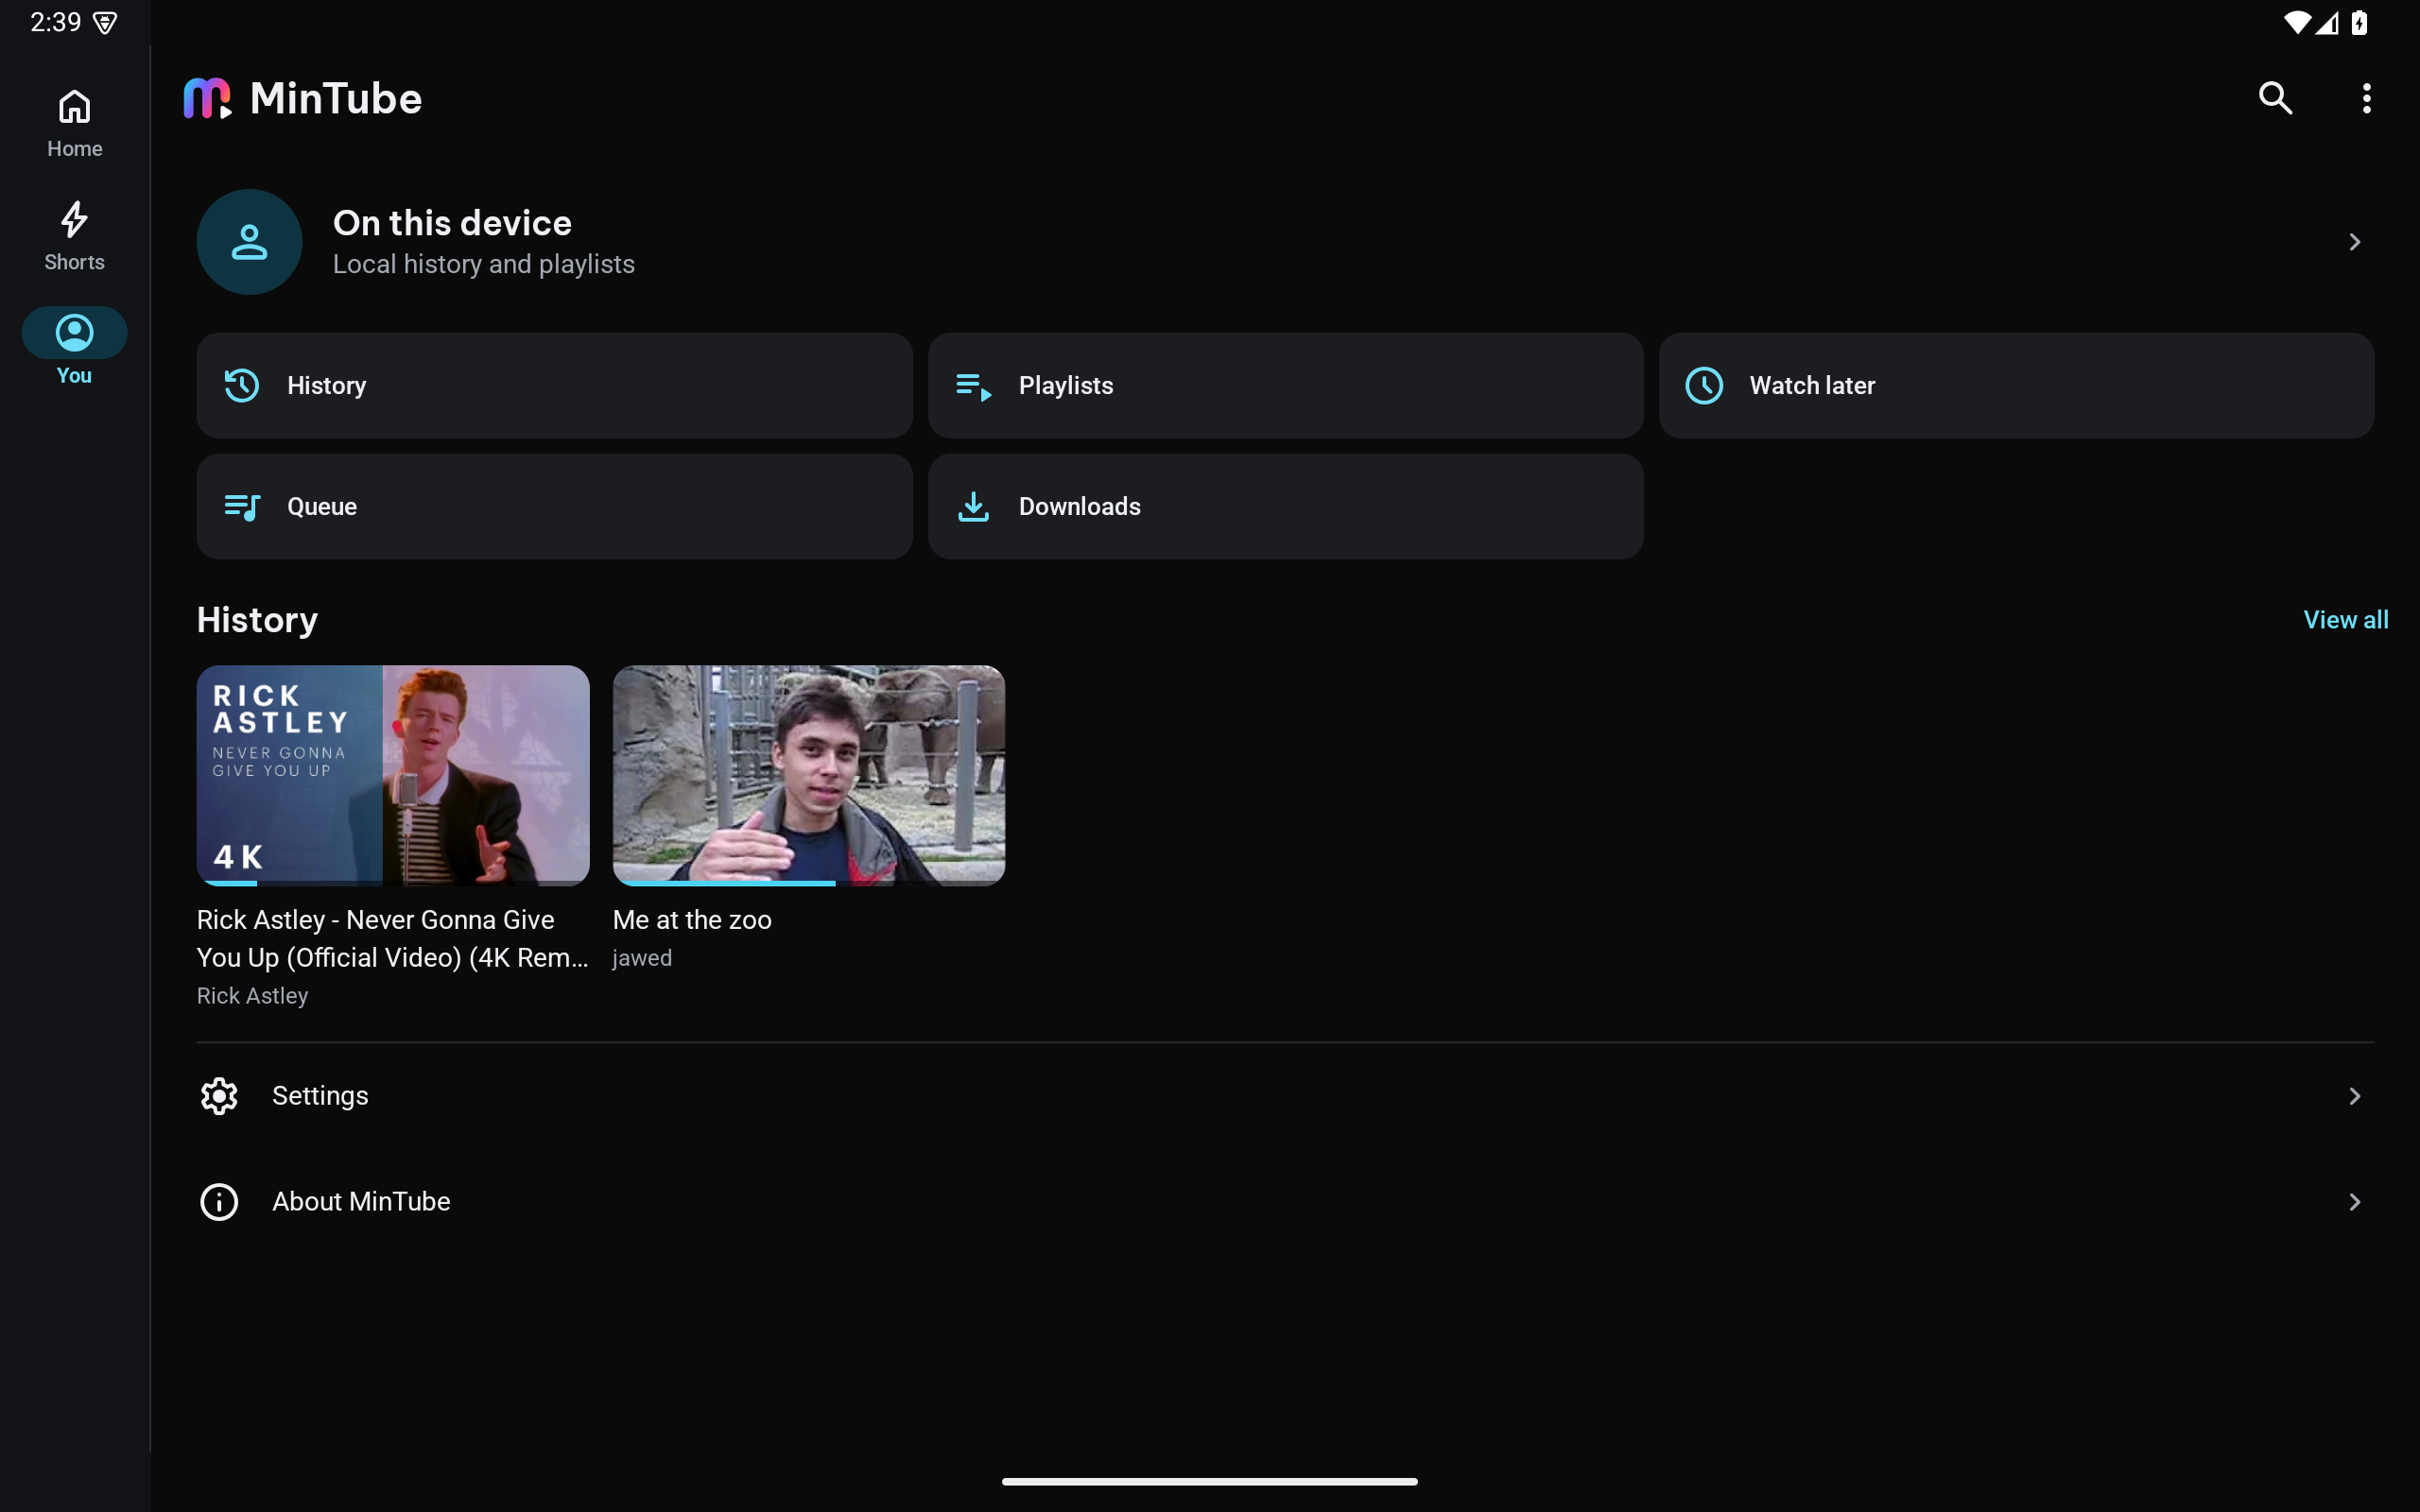 2:39
MinTube
Home
Shorts
You
On this device
Local history and playlists
History
Playlists
Watch later
Queue
Downloads
History
View all
RICK
ASTLEY
NEVER GONNA
GIVE YOU UP
4K
Rick Astley - Never Gonna Give
You Up (Official Video) (4K Rem...
Rick Astley
Me at the zoo
jawed
Settings
About MinTube